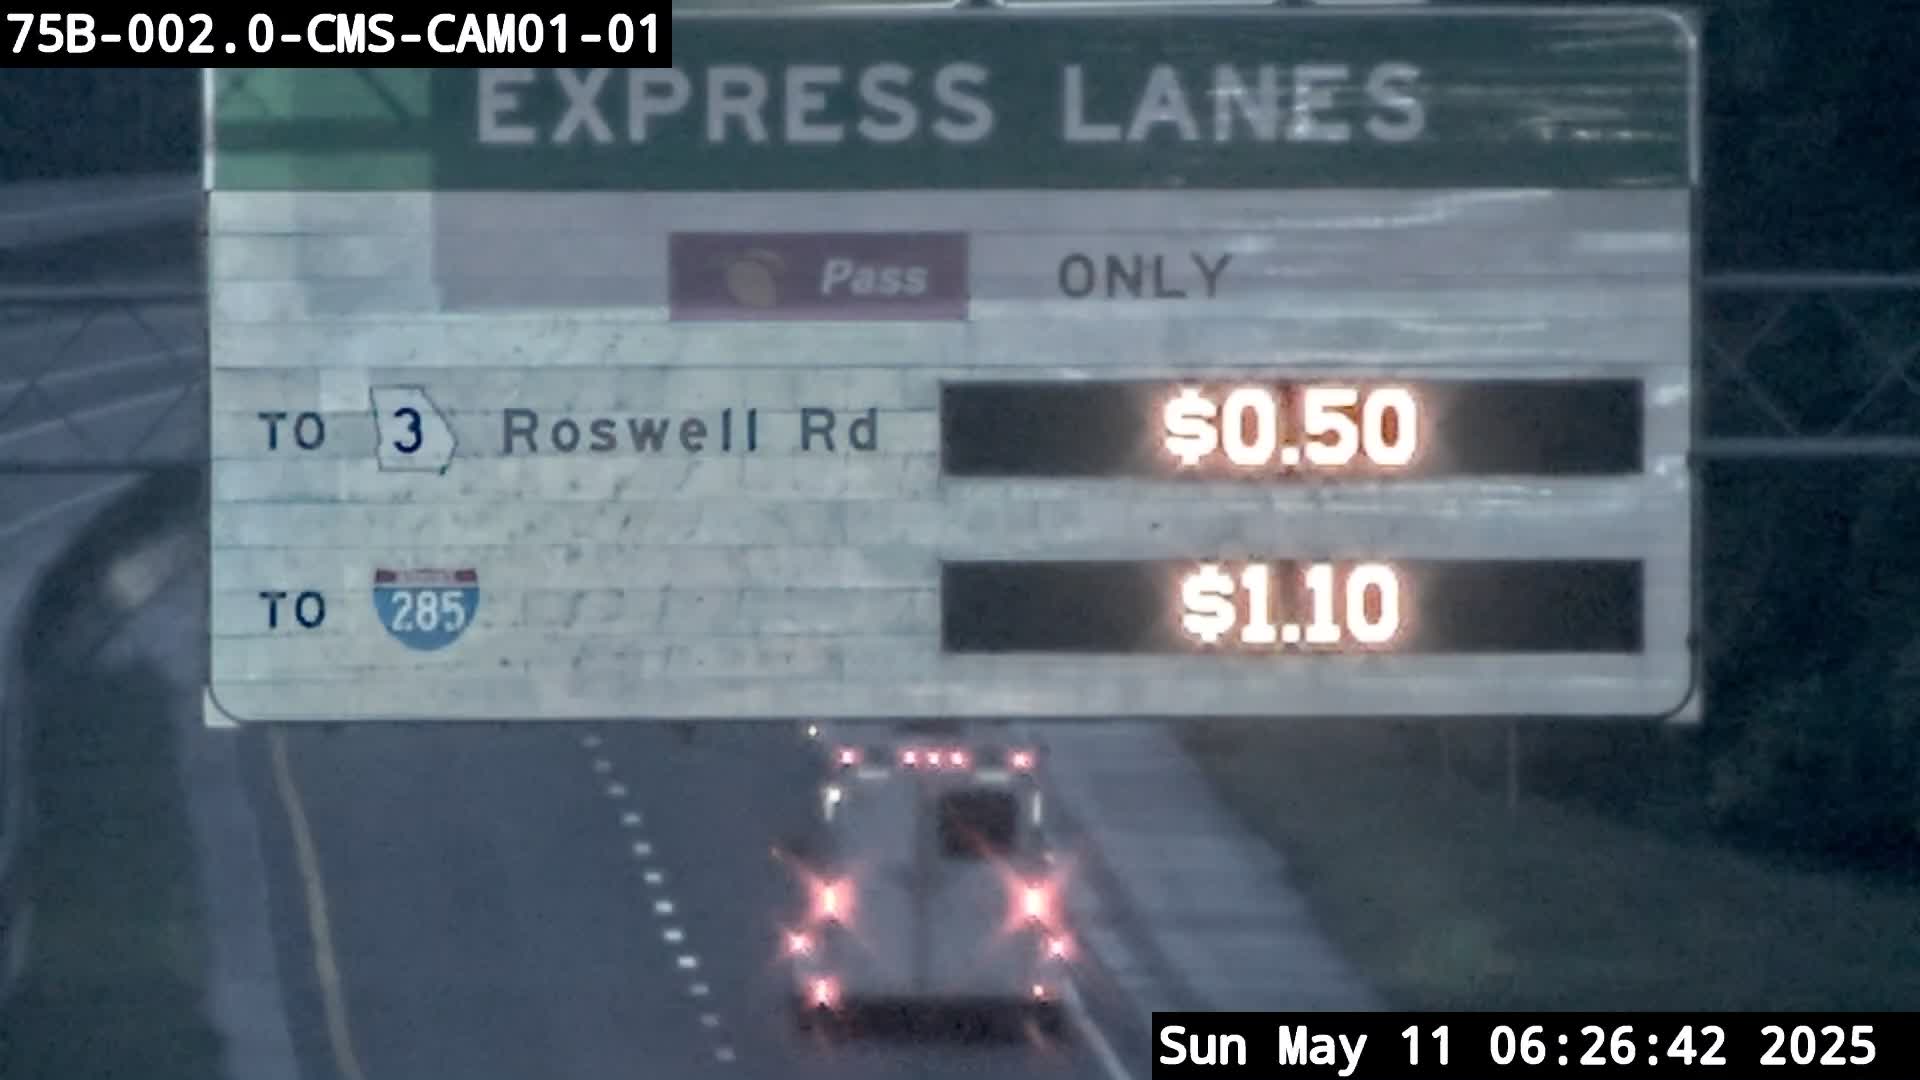 75B-002.0-CMS-CAM01-01
EXPRESS LANES
Pass ONLY
TO 3 Roswell Rd $0.50
TO 285 $1.10
Sun May 11 06:26:42 2025